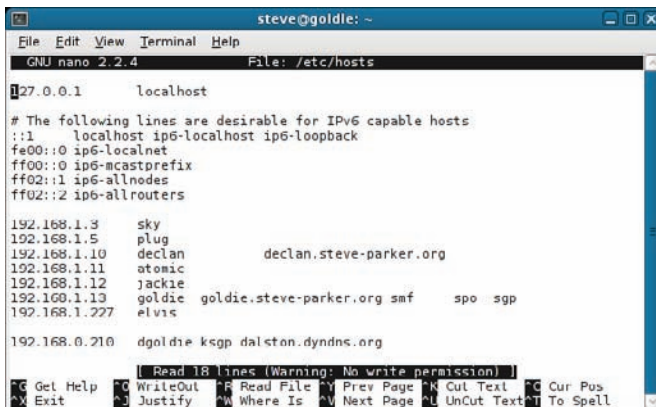 steve@goldie: ~
File Edit View Terminal Help
GNU nano 2.2.4 File: /etc/hosts
127.0.0.1 localhost
# The following lines are desirable for IPv6 capable hosts
::1 localhost ip6-localhost ip6-loopback
fe00::0 ip6-localnet
ff00::0 ip6-mcastprefix
ff02::1 ip6-allnodes
ff02::2 ip6-allrouters
192.168.1.3 sky
192.168.1.5 plug
192.168.1.10 declan declan.steve-parker.org
192.168.1.11 atomic
192.168.1.12 jackie
192.168.1.13 goldie goldie.steve-parker.org smf spo sgp
192.168.1.227 elvis
192.168.0.210 dgoldie ksgp dalston.dyndns.org
[ Read 18 lines (Warning: No write permission) ]
^G Get Help ^O WriteOut ^R Read File ^Y Prev Page ^K Cut Text ^C Cur Pos
^X Exit ^J Justify ^W Where Is ^V Next Page ^U UnCut Text ^T To Spell